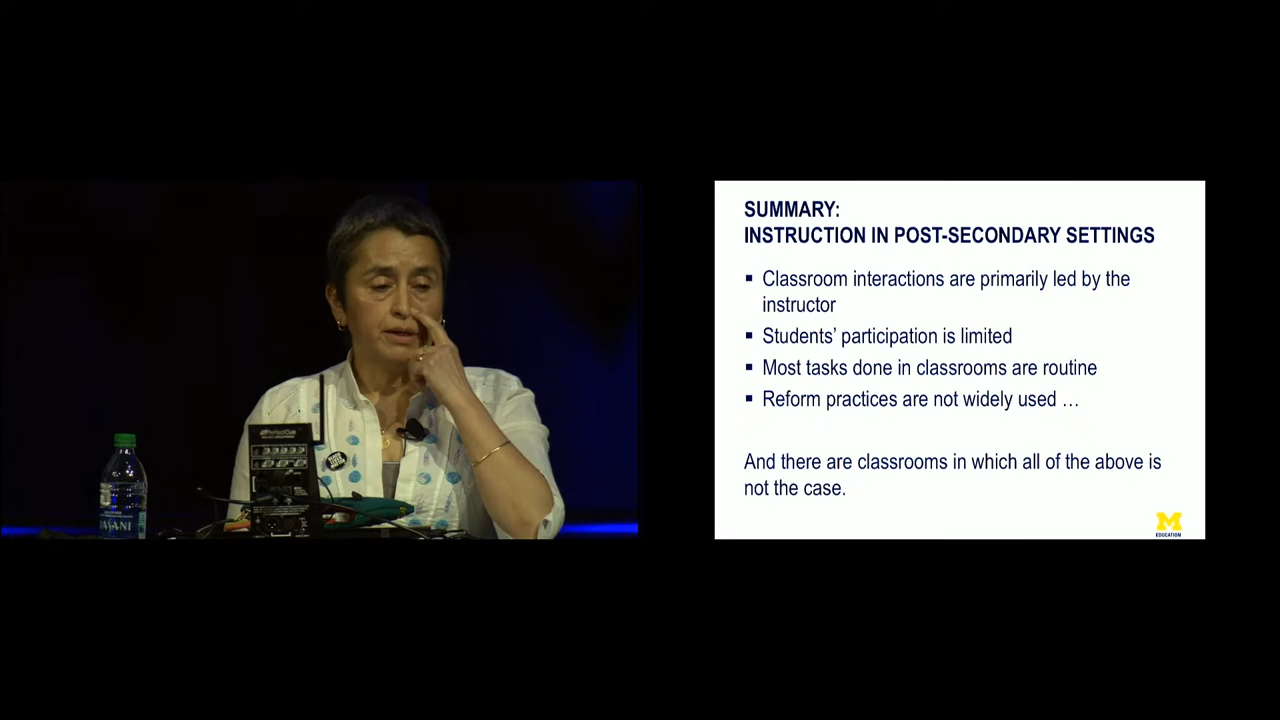 SUMMARY:
INSTRUCTION IN POST-SECONDARY SETTINGS
▪ Classroom interactions are primarily led by the
instructor
▪ Students’ participation is limited
▪ Most tasks done in classrooms are routine
▪ Reform practices are not widely used …
And there are classrooms in which all of the above is
not the case.
M
EDUCATION
DASANI